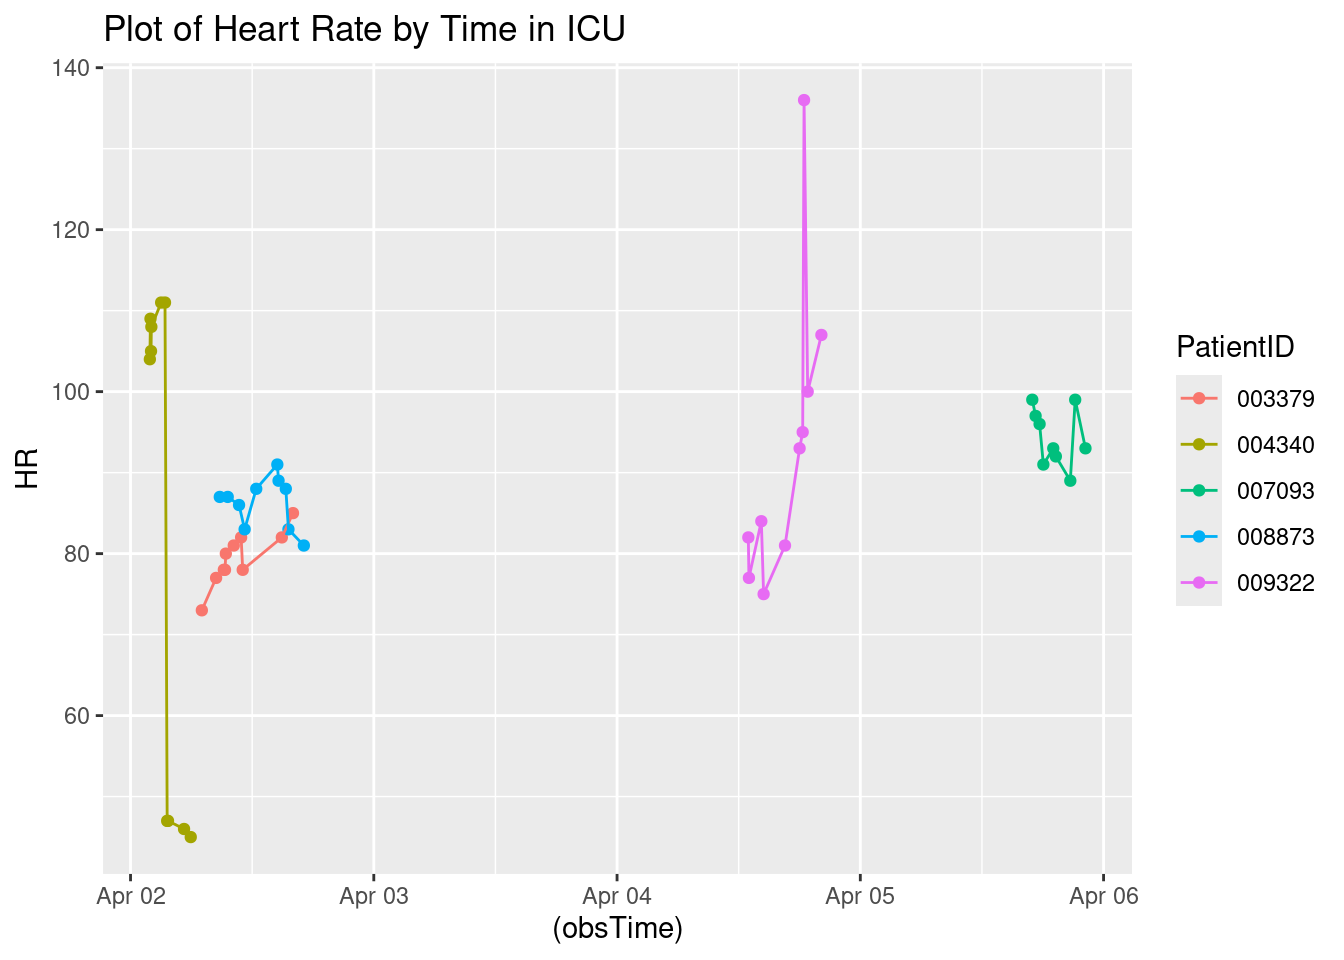 Plot of Heart Rate by Time in ICU
140
120
100
80
60
HR
Apr 02
Apr 03
Apr 04
Apr 05
Apr 06
(obsTime)
PatientID
003379
004340
007093
008873
009322